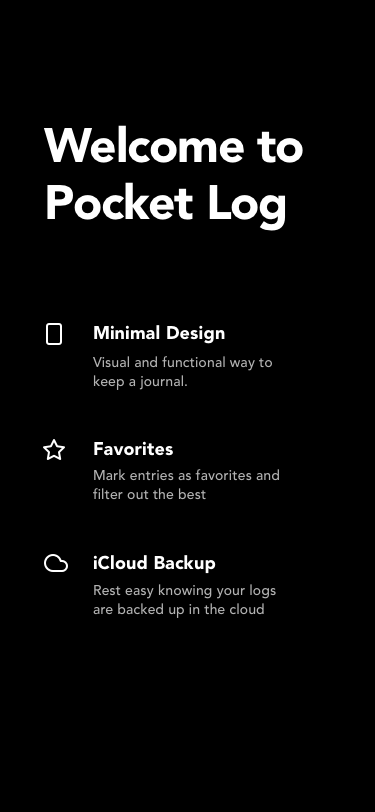 Welcome to
Pocket Log
Minimal Design
Visual and functional way to
keep a journal.
Favorites
Mark entries as favorites and
filter out the best
iCloud Backup
Rest easy knowing your logs
are backed up in the cloud